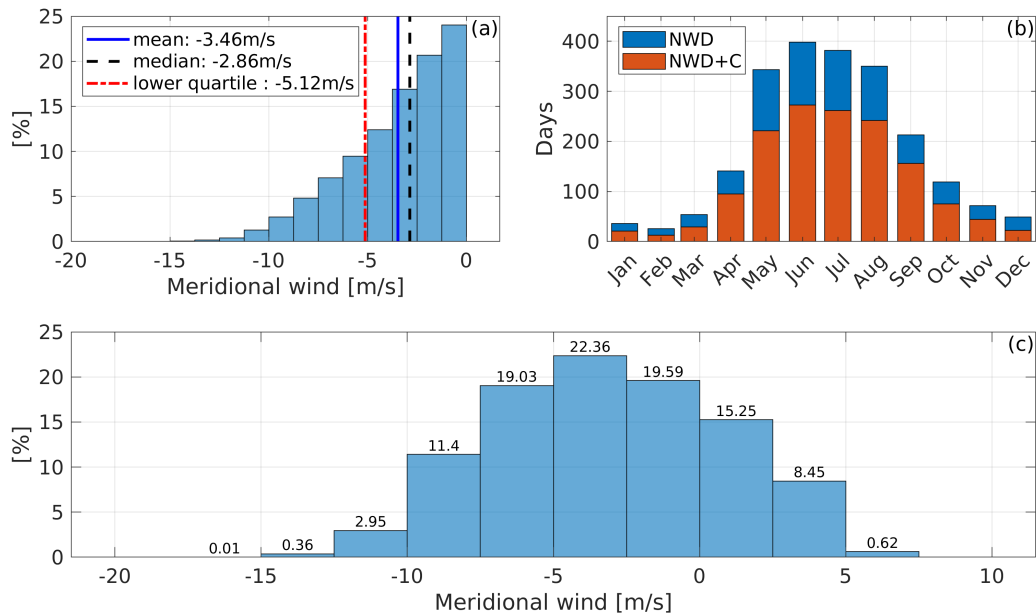 25
20
15
10
5
0
[%]
-20
-15
-10
-5
0
Meridional wind [m/s]
mean: -3.46m/s
median: -2.86m/s
lower quartile : -5.12m/s
(a)
400
300
200
100
0
Days
NWD
NWD+C
(b)
Jan
Feb
Mar
Apr
May
Jun
Jul
Aug
Sep
Oct
Nov
Dec
25
20
15
10
5
0
[%]
(c)
0.01
0.36
2.95
11.4
19.03
22.36
19.59
15.25
8.45
0.62
-20
-15
-10
-5
0
5
10
Meridional wind [m/s]